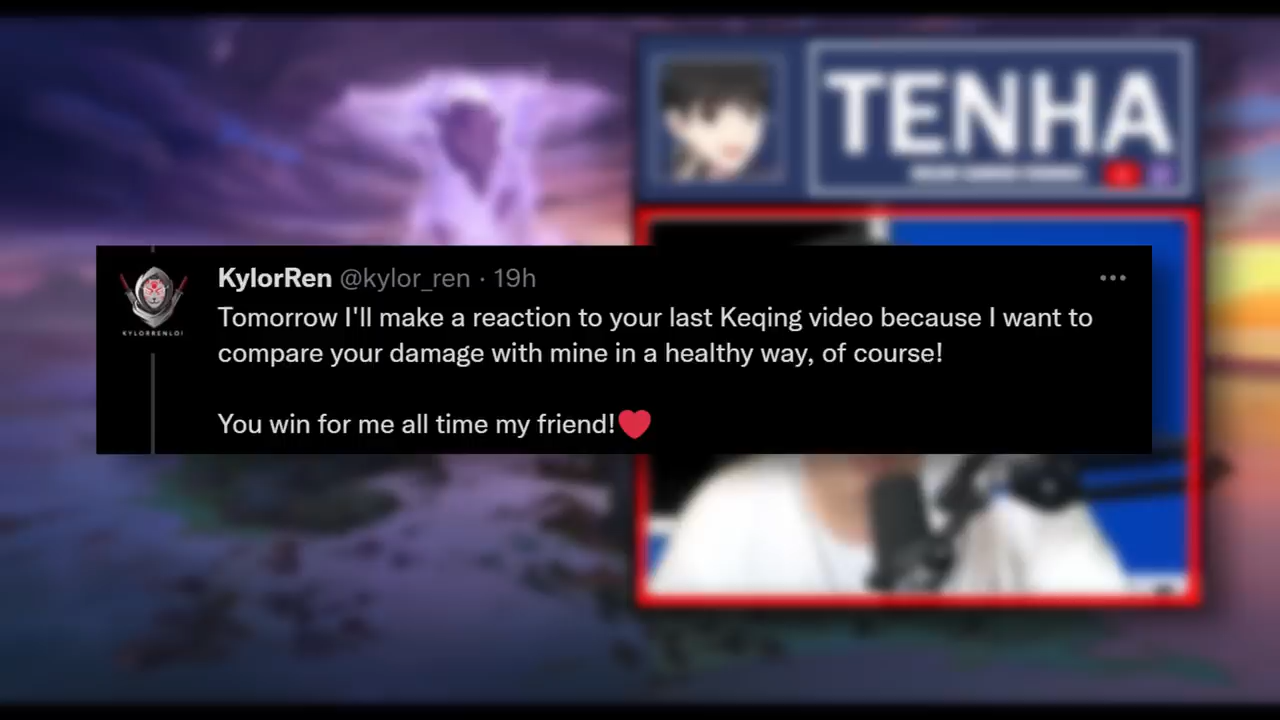 TENHA
KylorRen @kylor_ren · 19h
Tomorrow I'll make a reaction to your last Keqing video because I want to
compare your damage with mine in a healthy way, of course!
You win for me all time my friend!❤️
KYLORRENLOL